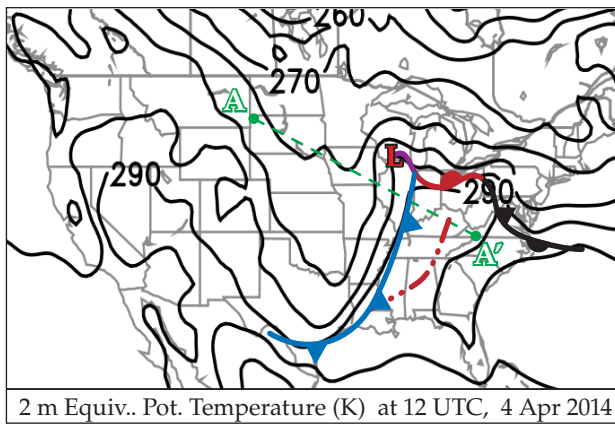 260
270
A
290
L
290
A′
2 m Equiv.. Pot. Temperature (K) at 12 UTC, 4 Apr 2014